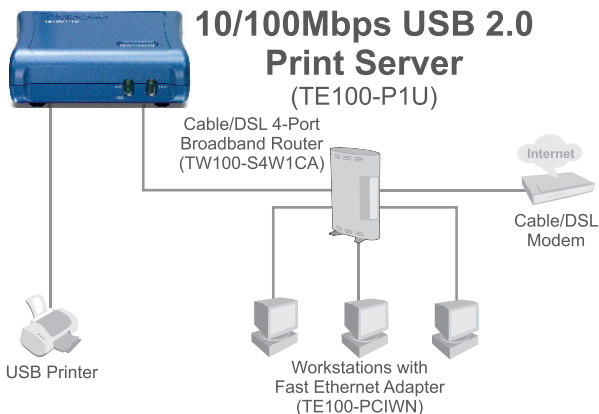 10/100Mbps USB 2.0
Print Server
(TE100-P1U)
Cable/DSL 4-Port
Broadband Router
(TW100-S4W1CA)
Internet
Cable/DSL
Modem
USB Printer
Workstations with
Fast Ethernet Adapter
(TE100-PCIWN)